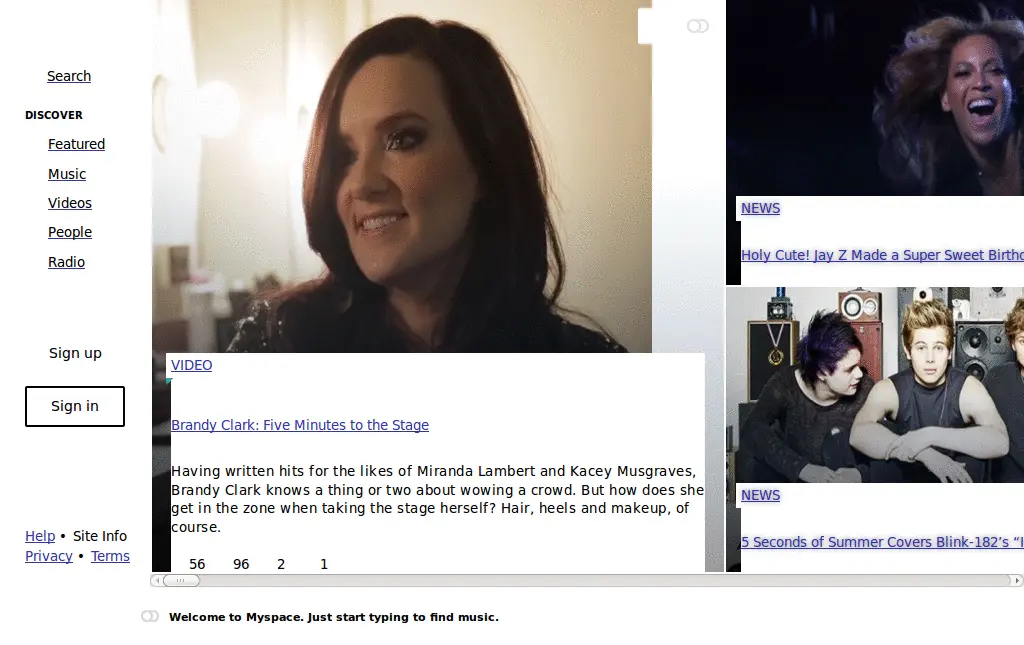 Search
DISCOVER
Featured
Music
Videos
People
Radio
Sign up
Sign in
Help • Site Info
Privacy • Terms
VIDEO
Brandy Clark: Five Minutes to the Stage
Having written hits for the likes of Miranda Lambert and Kacey Musgraves,
Brandy Clark knows a thing or two about wowing a crowd. But how does she
get in the zone when taking the stage herself? Hair, heels and makeup, of
course.
56 96 2 1
NEWS
Holy Cute! Jay Z Made a Super Sweet
NEWS
5 Seconds of Summer Covers Blink-182’s
Welcome to Myspace. Just start typing to find music.